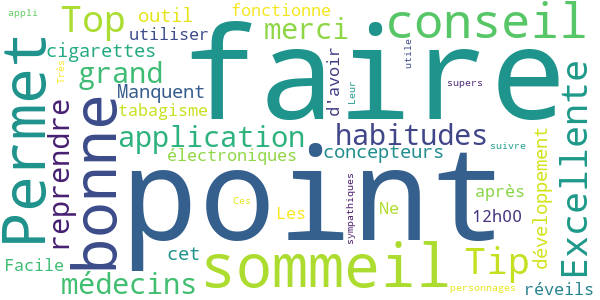 appli
Top
outil
fonctionne
utiliser
merci
conseil
faire
cigarettes
Très
grand
Manquent
Leur
d'avoir
utile
supers
Permet
tabagisme
reprendre
bonne
application
habitudes
suivre
Excellente
électroniques
concepteurs
point
développement
après
Ces
Les
Ne
12h00
sympathiques
cet
sommeil
Tip
Facile
médecins
personnages
réveils